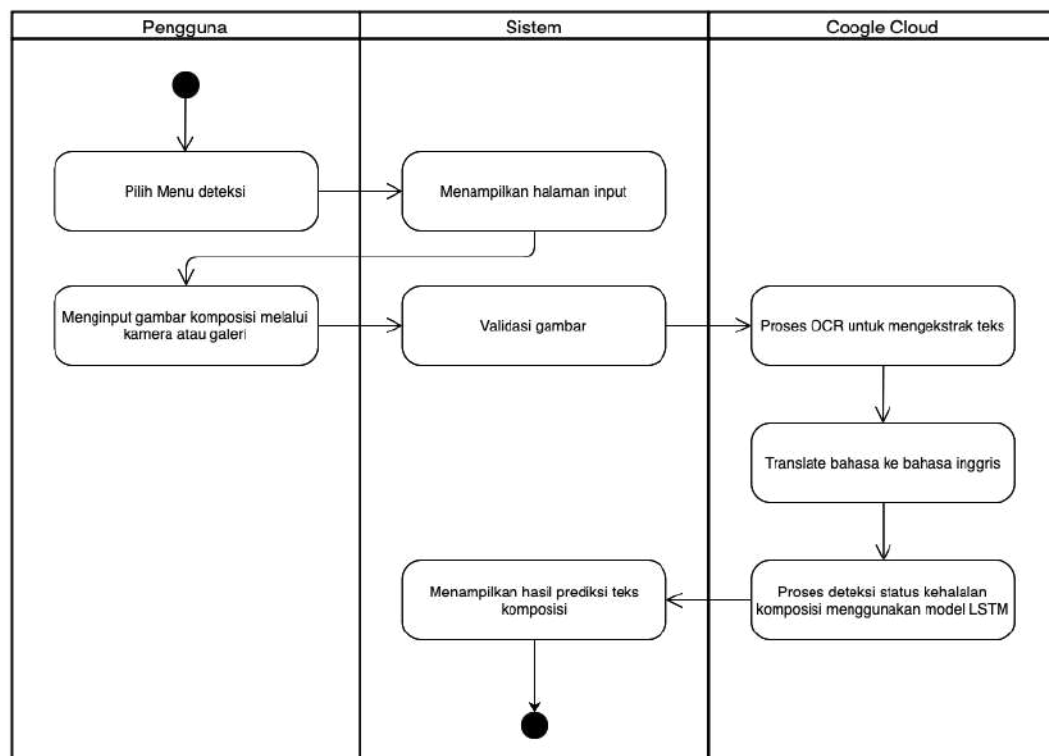 Pengguna
Sistem
Coogle Cloud
Pilih Menu deteksi
Menampilkan halaman input
Menginput gambar komposisi melalui
kamera atau galeri
Validasi gambar
Proses OCR untuk mengekstrak teks
Translate bahasa ke bahasa inggris
Proses deteksi status kehalalan
komposisi menggunakan model LSTM
Menampilkan hasil prediksi teks
komposisi